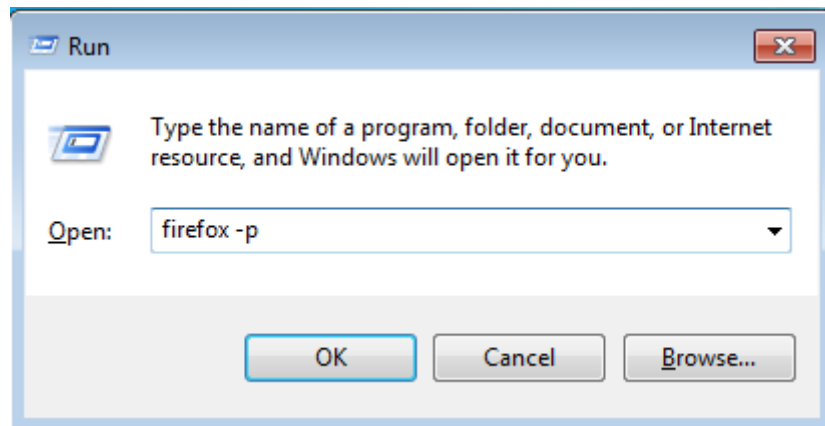 Run
Type the name of a program, folder, document, or Internet
resource, and Windows will open it for you.
Open: firefox -p
OK Cancel Browse...